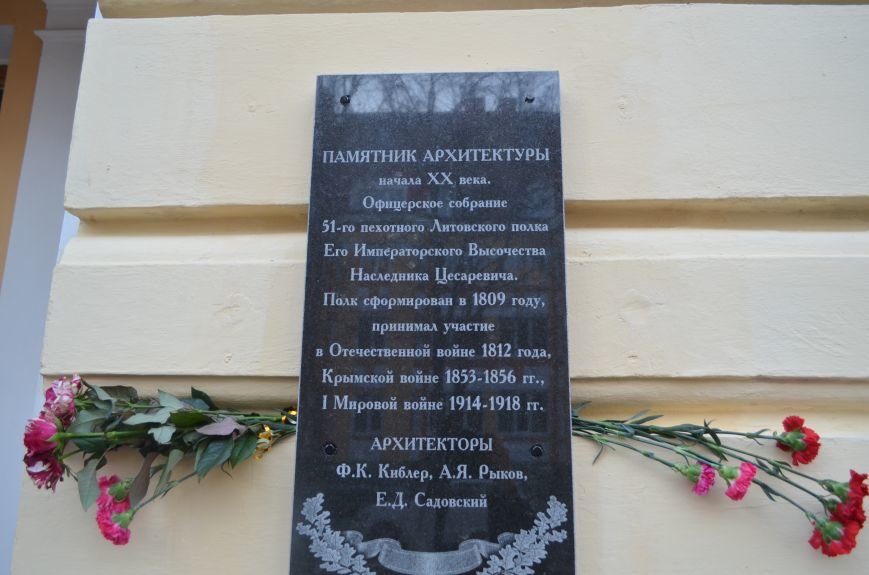 ПАМЯТНИК АРХИТЕКТУРЫ
начала XX века.
Офицерское собрание
51-го пехотного Литовского полка
Его Императорского Высочества
Наследника Цесаревича.
Полк сформирован в 1809 году,
принимал участие
в Отечественной войне 1812 года,
Крымской войне 1853-1856 гг.,
I Мировой войне 1914-1918 гг.
АРХИТЕКТОРЫ
Ф.К. Киблер, А.Я. Рыков,
Е.Д. Садовский